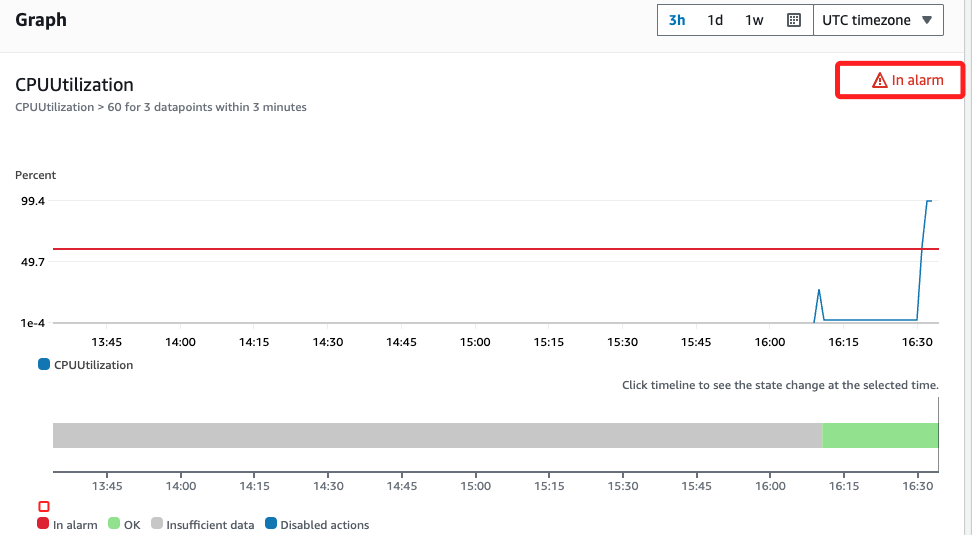 Graph
3h 1d 1w UTC timezone
CPUUtilization
In alarm
CPUUtilization > 60 for 3 datapoints within 3 minutes
Percent
99.4
49.7
1e-4
13:45 14:00 14:15 14:30 14:45 15:00 15:15 15:30 15:45 16:00 16:15 16:30
CPUUtilization
Click timeline to see the state change at the selected time.
13:45 14:00 14:15 14:30 14:45 15:00 15:15 15:30 15:45 16:00 16:15 16:30
In alarm OK Insufficient data Disabled actions